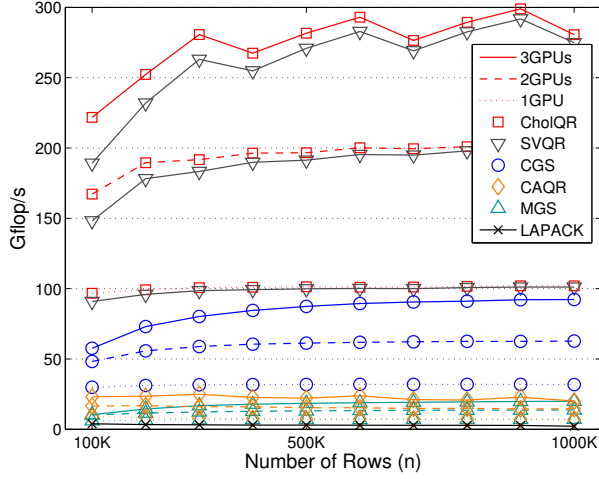 Gflop/s
300
250
200
150
100
50
0
100K
500K
1000K
Number of Rows (n)
3GPUs
2GPUs
1GPU
CholQR
SVQR
CGS
CAQR
MGS
LAPACK